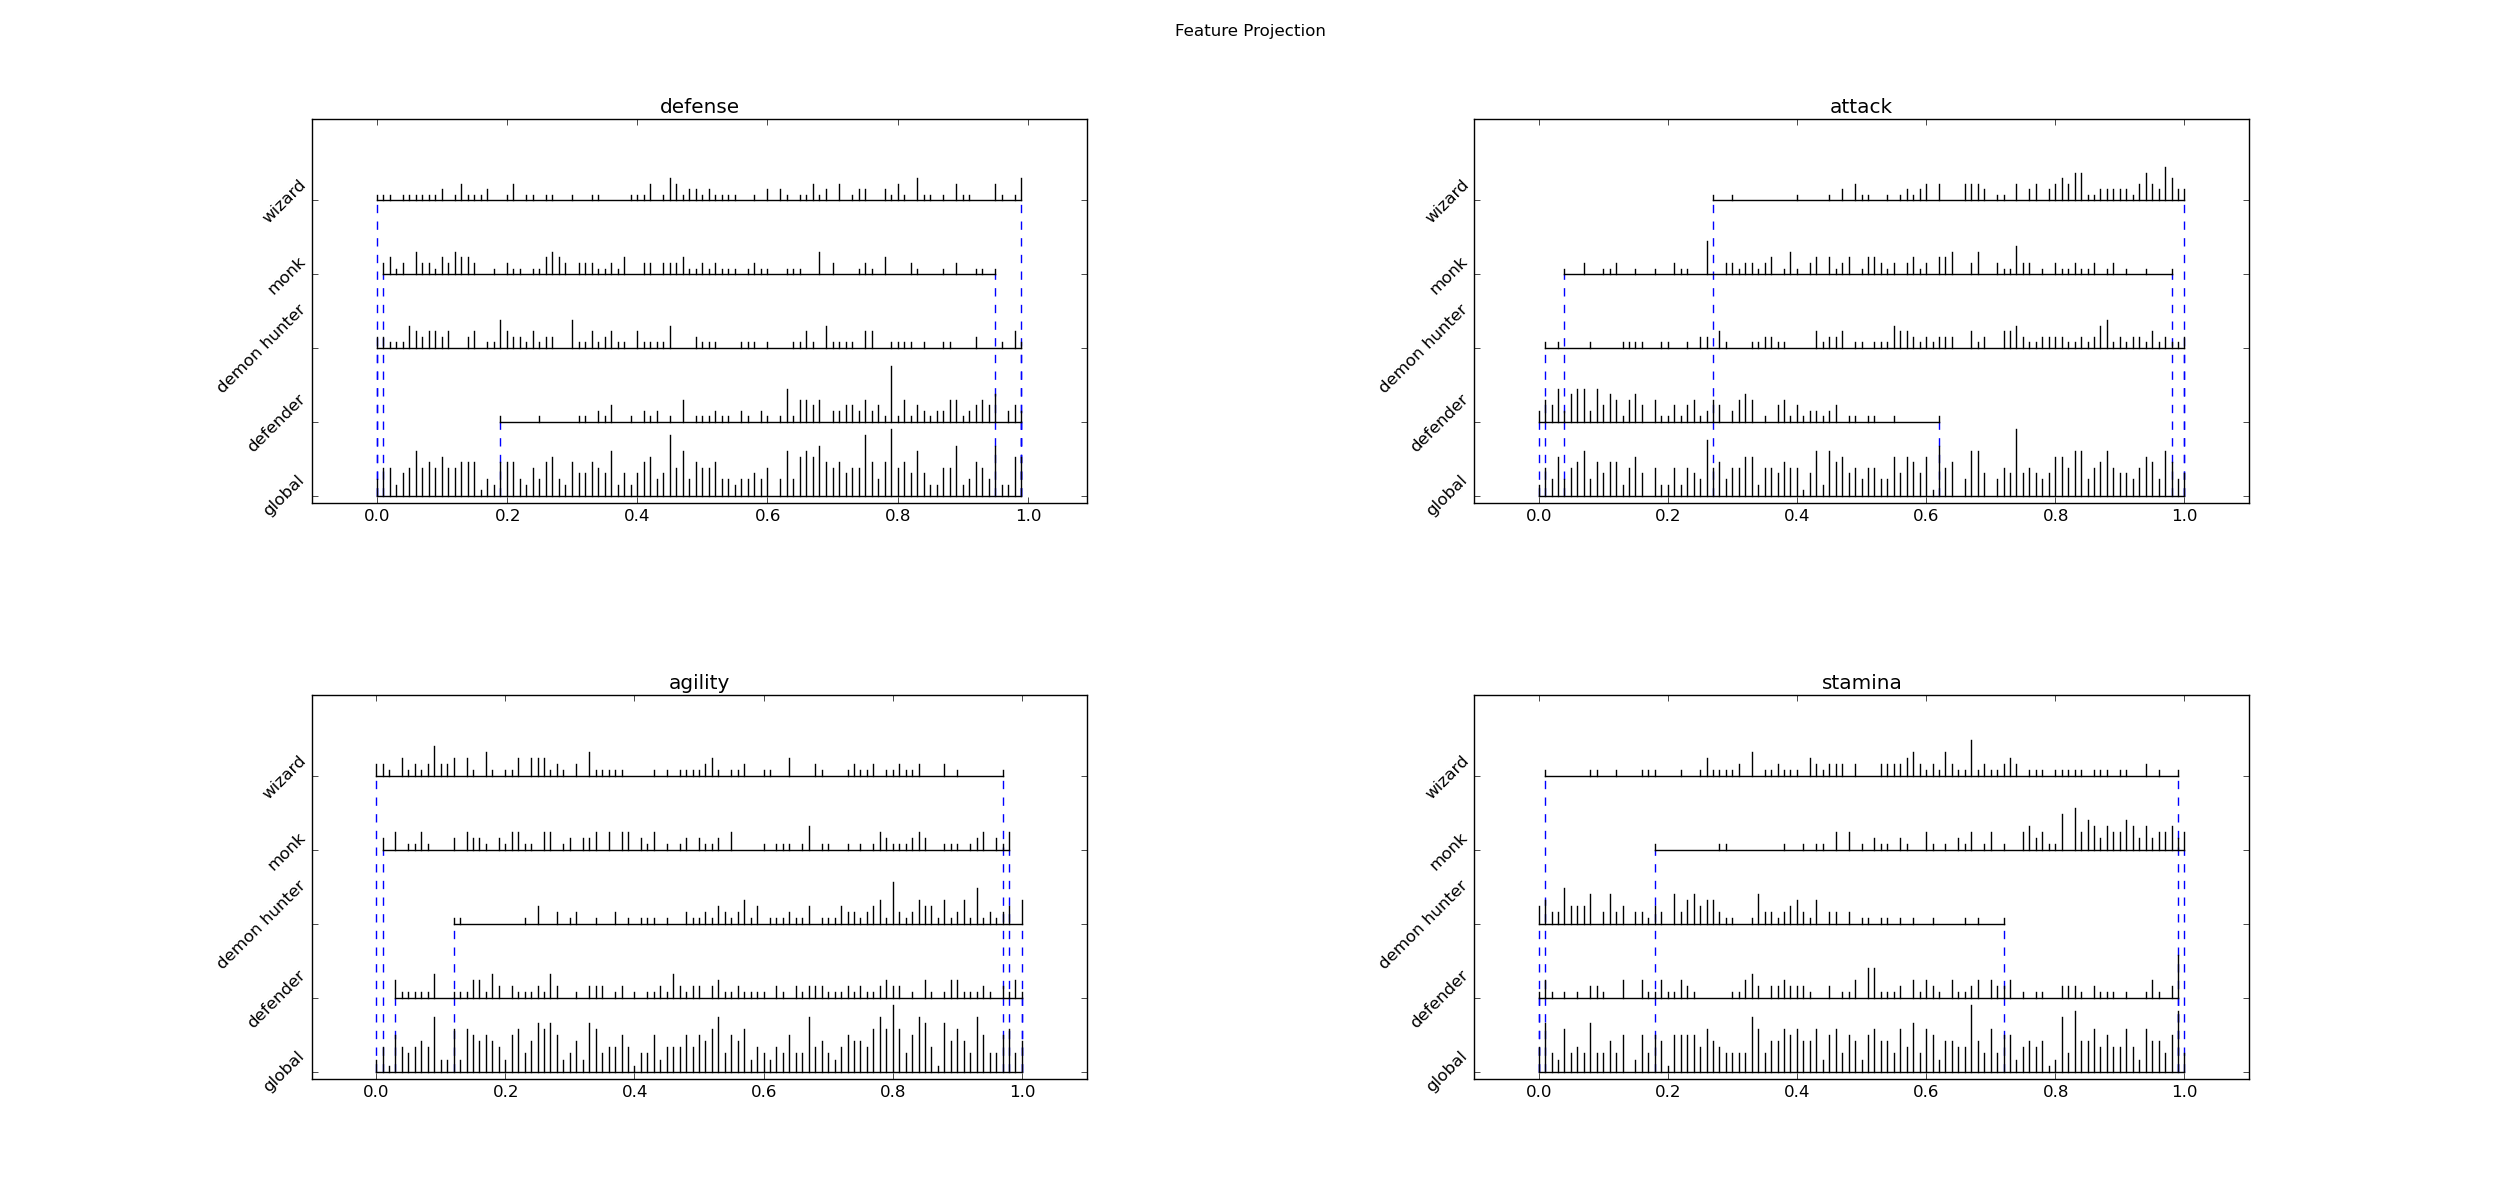 Feature Projection
defense
wizard
monk
demon hunter
defender
global
0.0 0.2 0.4 0.6 0.8 1.0
attack
wizard
monk
demon hunter
defender
global
0.0 0.2 0.4 0.6 0.8 1.0
agility
wizard
monk
demon hunter
defender
global
0.0 0.2 0.4 0.6 0.8 1.0
stamina
wizard
monk
demon hunter
defender
global
0.0 0.2 0.4 0.6 0.8 1.0